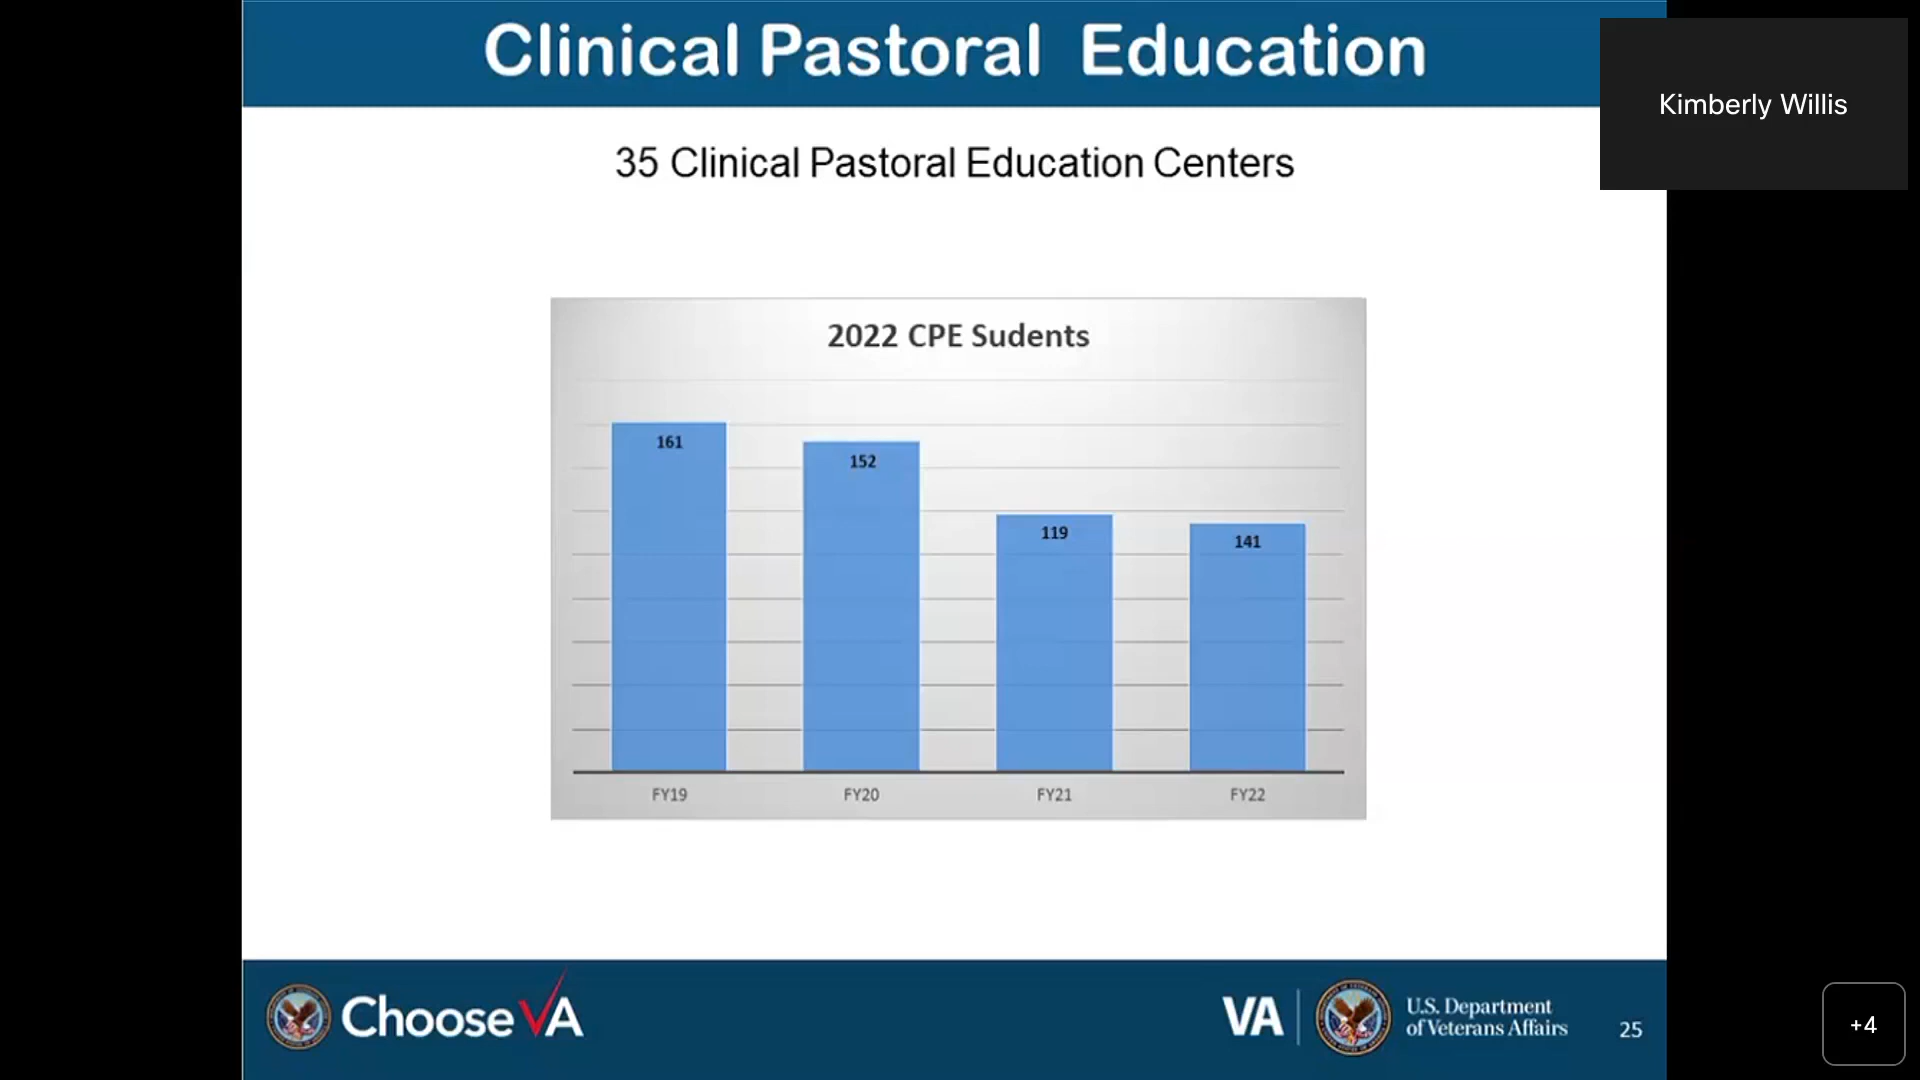 Clinical Pastoral Education
Kimberly Willis
35 Clinical Pastoral Education Centers
2022 CPE Sudents
161
152
119
141
FY19
FY20
FY21
FY22
Choose VA
VA
U.S. Department
of Veterans Affairs
25
+4